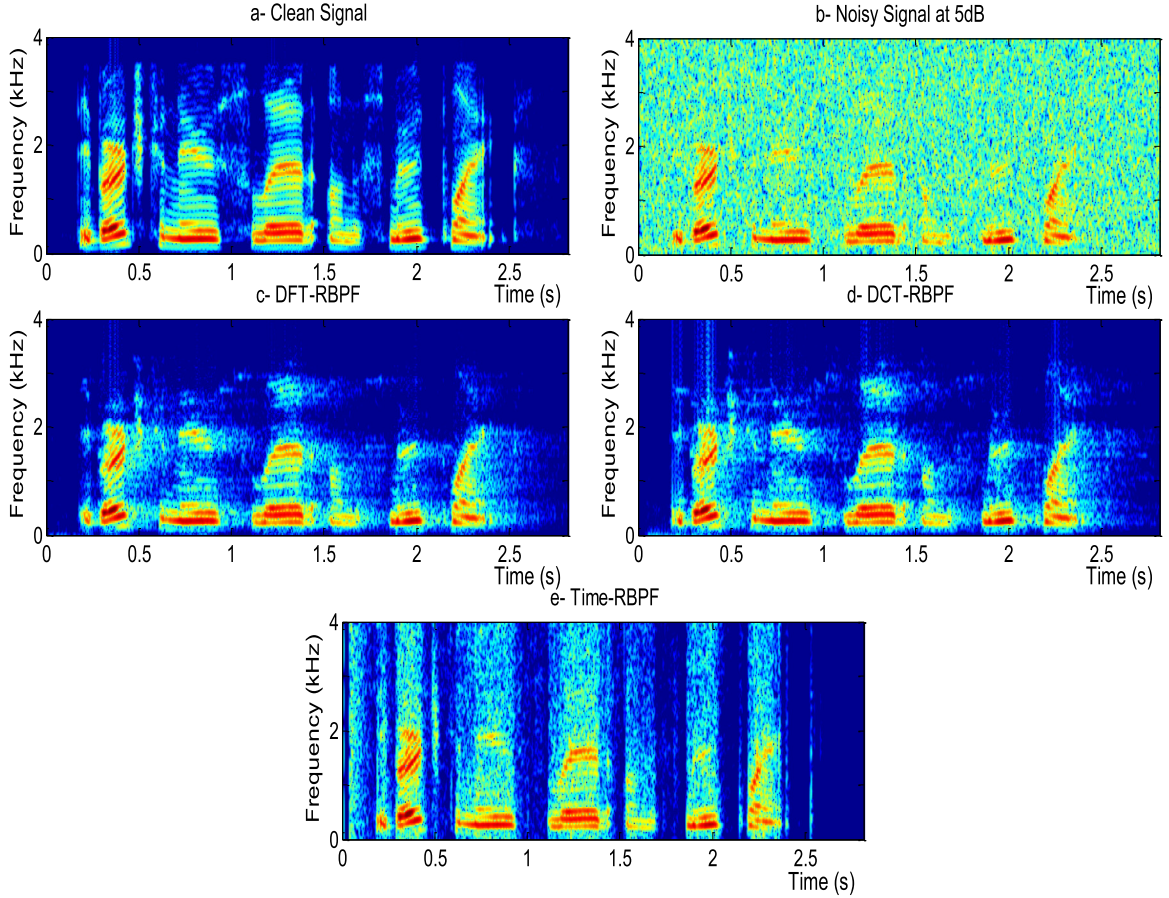 a- Clean Signal
Frequency (kHz)
4
2
0
0 0.5 1 1.5 2 2.5
Time (s)
b- Noisy Signal at 5dB
Frequency (kHz)
4
2
0
0 0.5 1 1.5 2 2.5
Time (s)
c- DFT-RBPF
Frequency (kHz)
4
2
0
0 0.5 1 1.5 2 2.5
Time (s)
d- DCT-RBPF
Frequency (kHz)
4
2
0
0 0.5 1 1.5 2 2.5
Time (s)
e- Time-RBPF
Frequency (kHz)
4
2
0
0 0.5 1 1.5 2 2.5
Time (s)